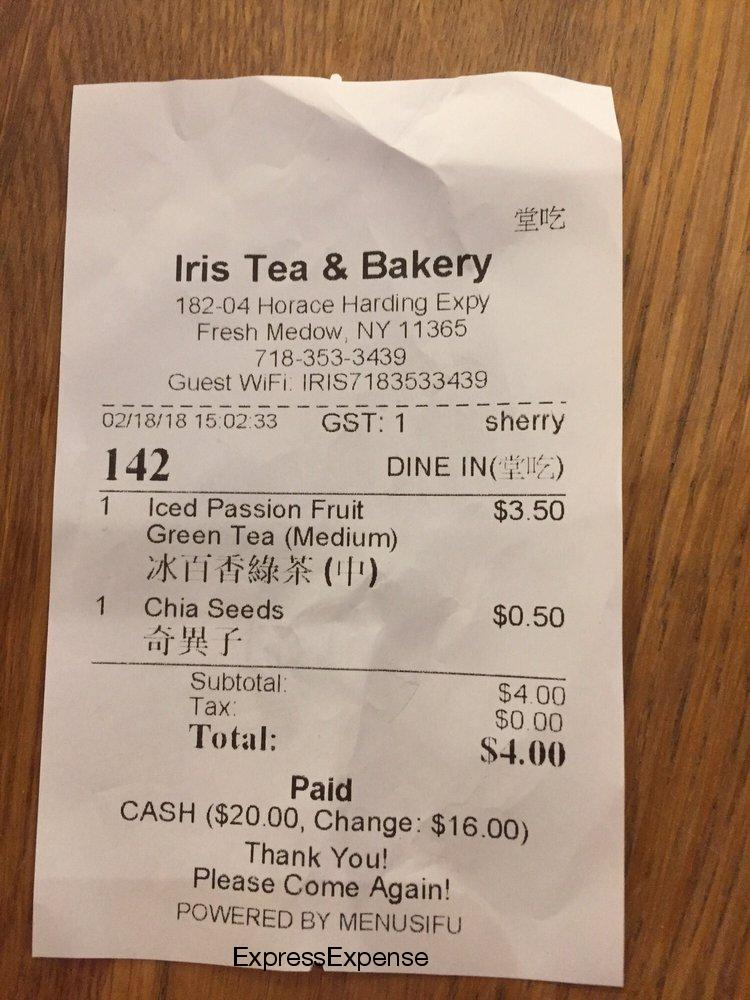 堂吃
Iris Tea & Bakery
182-04 Horace Harding Expy
Fresh Medow, NY 11365
718-353-3439
Guest WiFi: IRIS7183533439
02/18/18 15:02:33 GST: 1 sherry
142 DINE IN(堂吃)
1 Iced Passion Fruit $3.50
Green Tea (Medium)
冰百香綠茶 (中)
1 Chia Seeds $0.50
奇異子
Subtotal: $4.00
Tax: $0.00
Total: $4.00
Paid
CASH ($20.00, Change: $16.00)
Thank You!
Please Come Again!
POWERED BY MENUSIFU
ExpressExpense